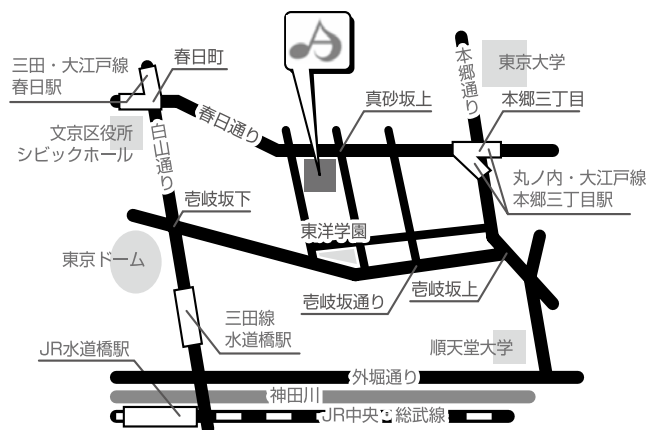 三田・大江戸線
春日駅
春日町
文京区役所
シビックホール
白山通り
春日通り
真砂坂上
本郷通り
東京大学
本郷三丁目
丸ノ内・大江戸線
本郷三丁目駅
壱岐坂下
東洋学園
東京ドーム
壱岐坂通り
壱岐坂上
三田線
水道橋駅
順天堂大学
JR水道橋駅
外堀通り
神田川
JR中央・総武線